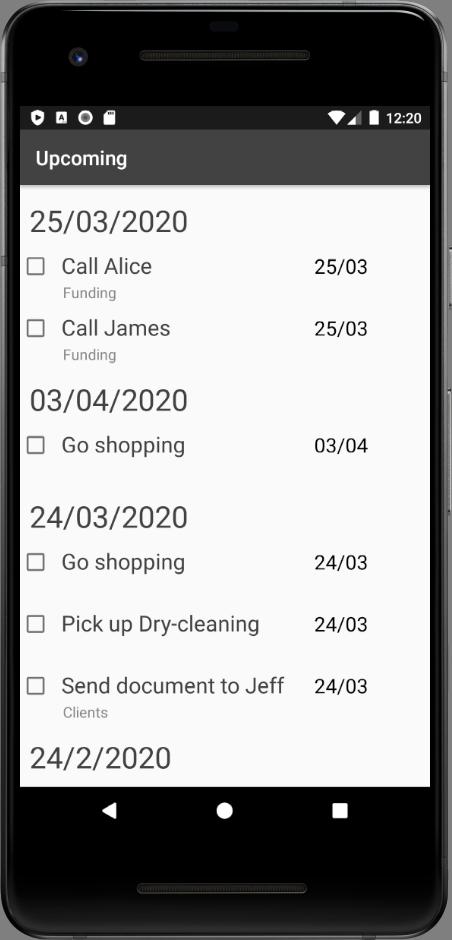 12:20
Upcoming
25/03/2020
Call Alice 25/03
Funding
Call James 25/03
Funding
03/04/2020
Go shopping 03/04
24/03/2020
Go shopping 24/03
Pick up Dry-cleaning 24/03
Send document to Jeff 24/03
Clients
24/2/2020